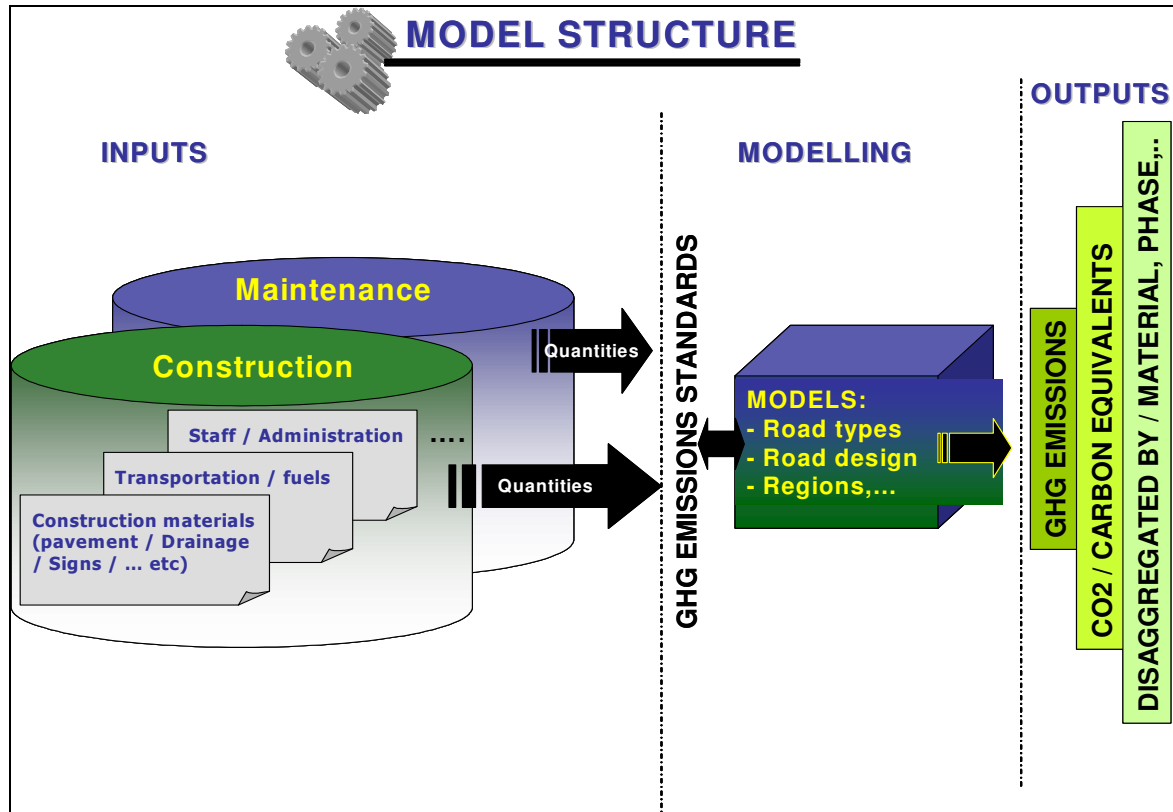 MODEL STRUCTURE
INPUTS
MODELLING
OUTPUTS
Maintenance
Construction
Staff / Administration
....
Transportation / fuels
Construction materials
(pavement / Drainage
/ Signs / ... etc)
Quantities
Quantities
GHG EMISSIONS STANDARDS
MODELS:
- Road types
- Road design
- Regions,...
GHG EMISSIONS
CO2 / CARBON EQUIVALENTS
DISAGGREGATED BY / MATERIAL, PHASE,..